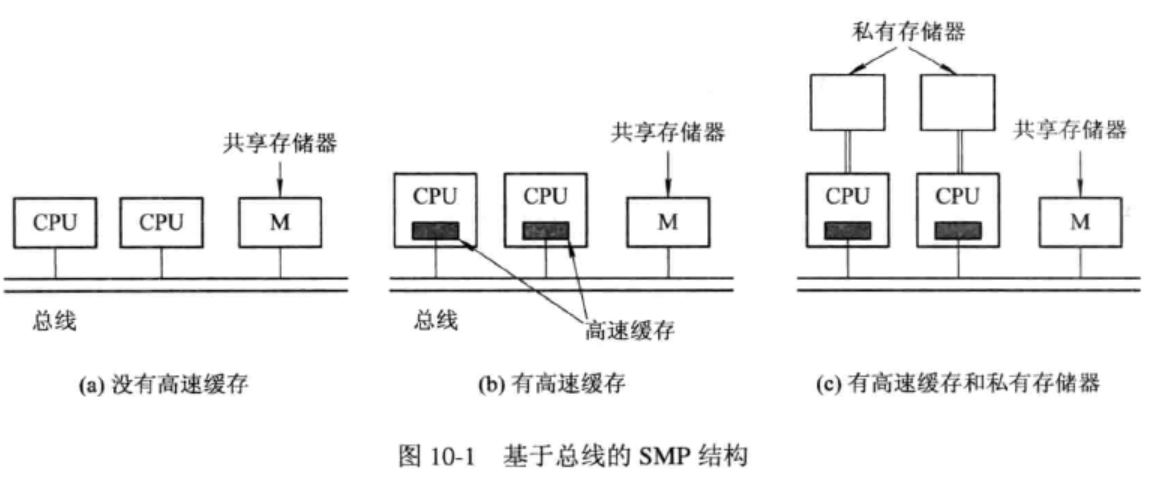 私有存储器
共享存储器
共享存储器
共享存储器
CPU CPU M
CPU CPU M
CPU CPU M
总线
总线
高速缓存
(a) 没有高速缓存
(b) 有高速缓存
(c) 有高速缓存和私有存储器
图 10-1 基于总线的 SMP 结构